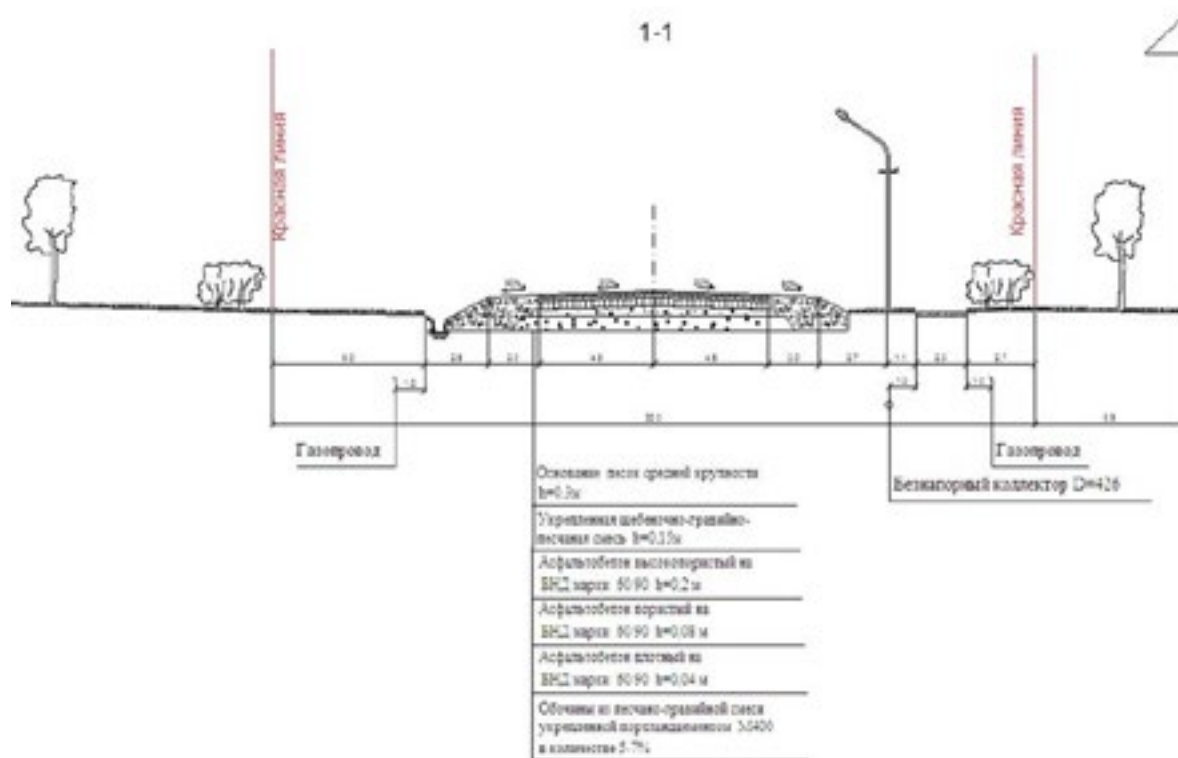 1-1
Красная линия
Красная линия
Газопровод
Газопровод
Безнапорный коллектор D=426
Основание песок средней крупности
h=0.3м
Укрепленная щебеночно-гравийно-
песчаная смесь h=0.15м
Асфальтобетон высокопористый на
БНД марки 60/90 h=0.2 м
Асфальтобетон пористый на
БНД марки 60/90 h=0.08 м
Асфальтобетон плотный на
БНД марки 60/90 h=0.04 м
Обочины из песчано-гравийной смеси
укрепленной портландцементом М400
в количестве 5-7%